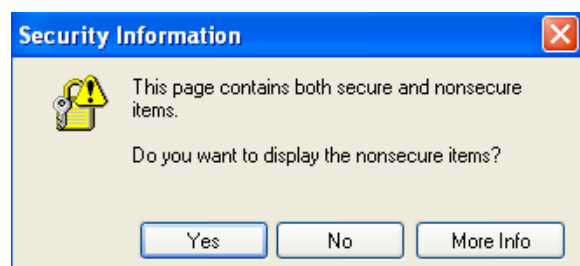 Security Information
This page contains both secure and nonsecure
items.
Do you want to display the nonsecure items?
Yes No More Info